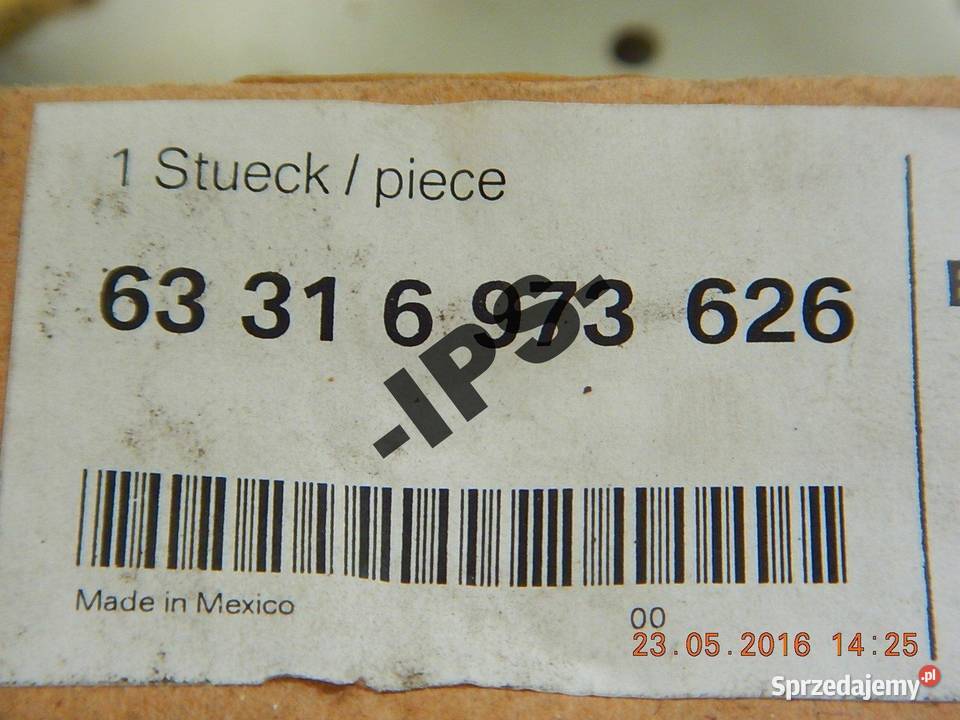 1 Stueck / piece
63 31 6 973 626
-IPS-
Made in Mexico
00
23.05.2016 14:25
Sprzedajemy.pl